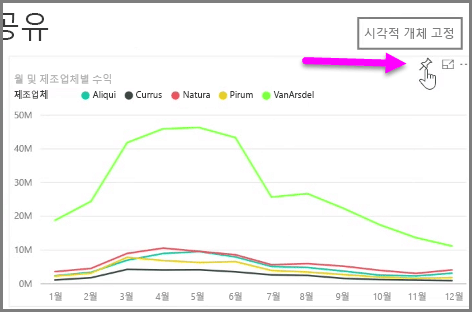 공유
시각적 개체 고정
월 및 제조업체별 수익
제조업체 Aliqui Currus Natura Pirum VanArsdel
50M
40M
30M
20M
10M
0M
1월 2월 3월 4월 5월 6월 7월 8월 9월 10월 11월 12월